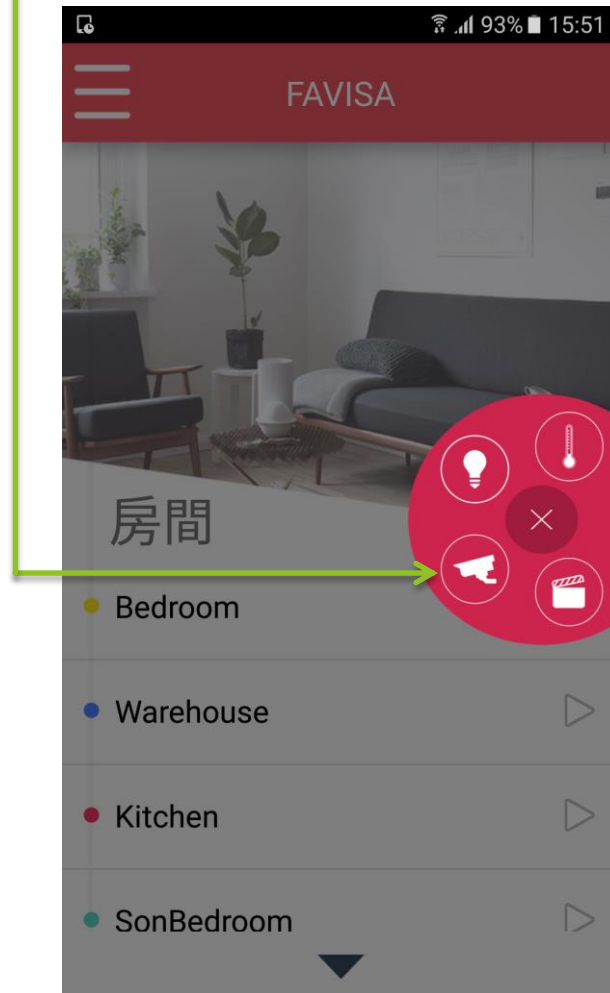 93% 15:51
FAVISA
房間
Bedroom
Warehouse
Kitchen
SonBedroom